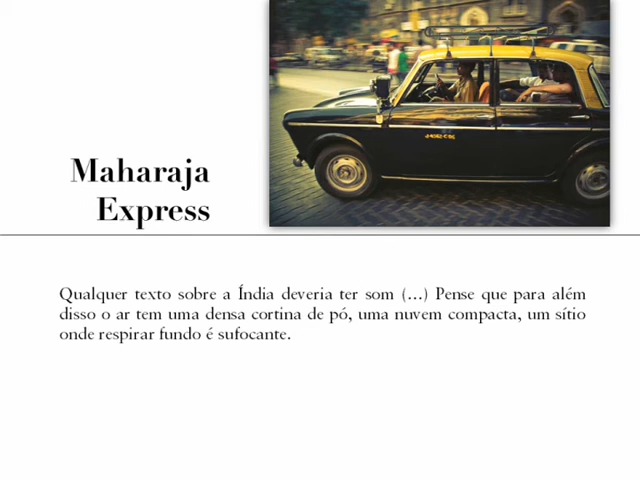 Maharaja
Express
Qualquer texto sobre a Índia deveria ter som (...) Pense que para além
disso o ar tem uma densa cortina de pó, uma nuvem compacta, um sítio
onde respirar fundo é sufocante.